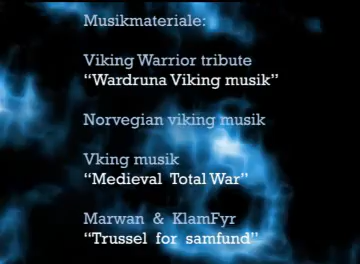 Musikmateriale:
Viking Warrior tribute
“Wardruna Viking musik”
Norvegian viking musik
Vking musik
“Medieval Total War”
Marwan & KlamFyr
“Trussel for samfund”